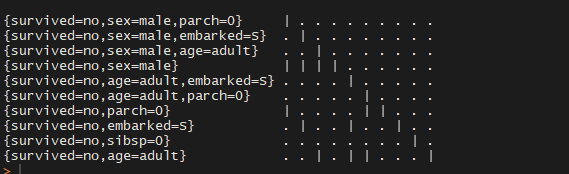 {survived=no,sex=male,parch=0}      | . . . . . . . . .
{survived=no,sex=male,embarked=S}   . | . . . . . . . .
{survived=no,sex=male,age=adult}    . . | . . . . . . .
{survived=no,sex=male}              | | | | . . . . . .
{survived=no,age=adult,embarked=S}  . . . . | . . . . .
{survived=no,age=adult,parch=0}     . . . . . | . . . .
{survived=no,parch=0}               | . . . . | | . . .
{survived=no,embarked=S}            . | . . | . . | . .
{survived=no,sibsp=0}               . . . . . . . . | .
{survived=no,age=adult}             . . | . | | . . . |
> |